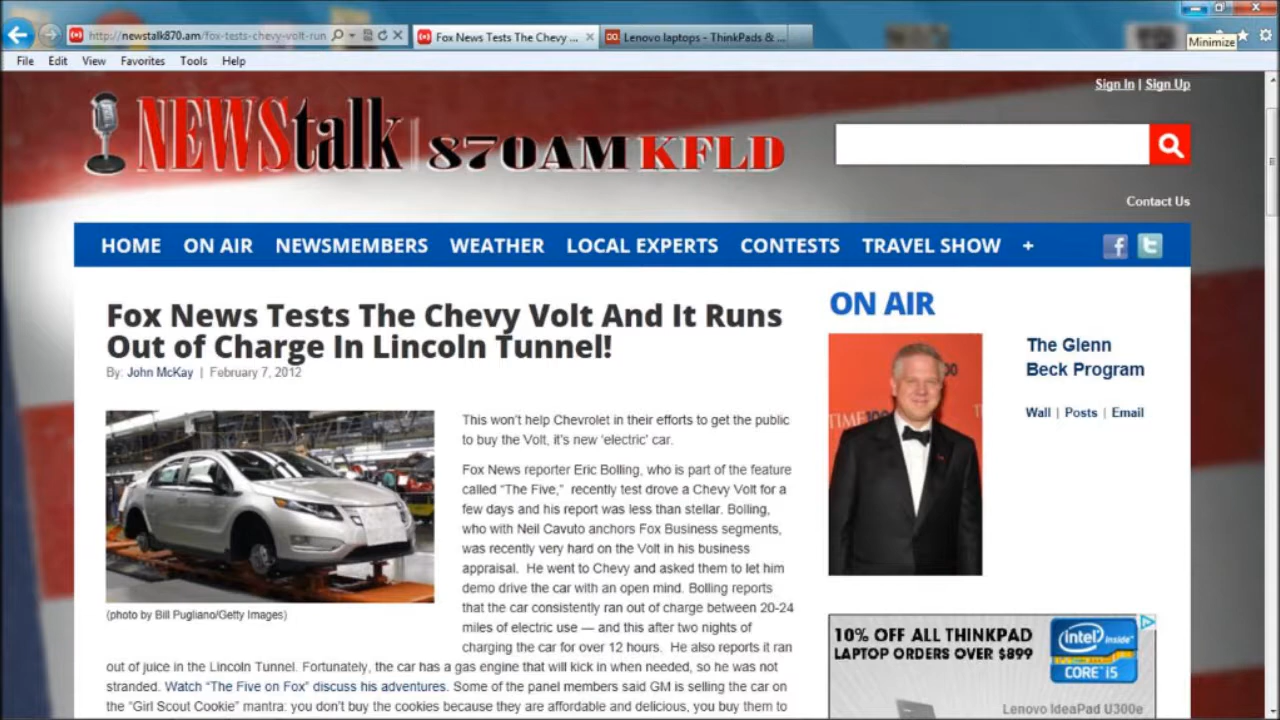 http://newstalk870.am/fox-tests-chevy-volt-run
Fox News Tests The Chevy ...
Lenovo laptops - ThinkPads & ...
Minimize
File Edit View Favorites Tools Help
Sign In | Sign Up
NEWStalk 870AM KFLD
Contact Us
HOME ON AIR NEWSMEMBERS WEATHER LOCAL EXPERTS CONTESTS TRAVEL SHOW +
Fox News Tests The Chevy Volt And It Runs
Out of Charge In Lincoln Tunnel!
By: John McKay | February 7, 2012
(photo by Bill Pugliano/Getty Images)
This won't help Chevrolet in their efforts to get the public
to buy the Volt, it's new 'electric' car.
Fox News reporter Eric Bolling, who is part of the feature
called "The Five," recently test drove a Chevy Volt for a
few days and his report was less than stellar. Bolling,
who with Neil Cavuto anchors Fox Business segments,
was recently very hard on the Volt in his business
appraisal. He went to Chevy and asked them to let him
demo drive the car with an open mind. Bolling reports
that the car consistently ran out of charge between 20-24
miles of electric use — and this after two nights of
charging the car for over 12 hours. He also reports it ran
out of juice in the Lincoln Tunnel. Fortunately, the car has a gas engine that will kick in when needed, so he was not
stranded. Watch "The Five on Fox" discuss his adventures. Some of the panel members said GM is selling the car on
the "Girl Scout Cookie" mantra: you don't buy the cookies because they are affordable and delicious, you buy them to
ON AIR
TIME 100
The Glenn
Beck Program
Wall | Posts | Email
10% OFF ALL THINKPAD
LAPTOP ORDERS OVER $899
intel inside
CORE i5
Lenovo IdeaPad U300e